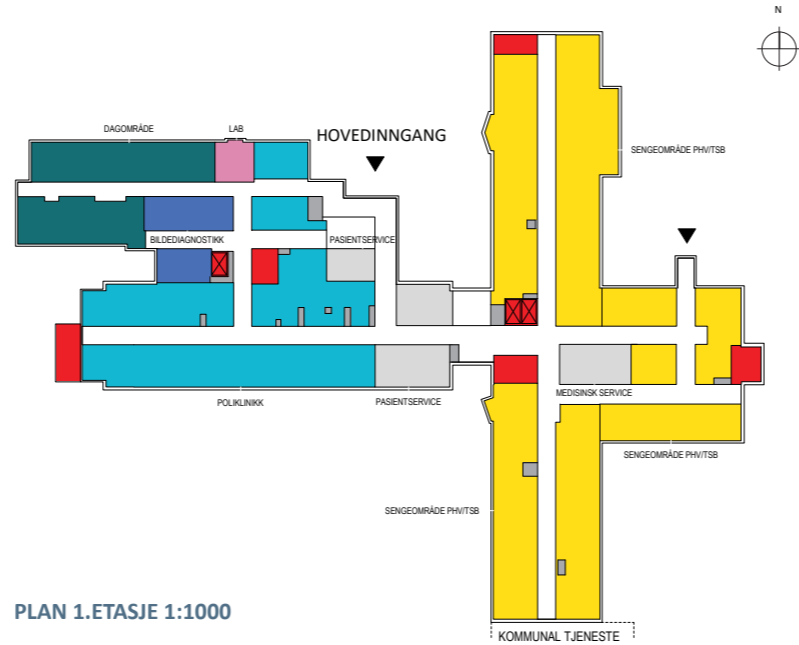 N
DAGOMRÅDE
LAB
HOVEDINNGANG
SENGEOMRÅDE PHV/TSB
BILDEDIAGNOSTIKK
PASIENTSERVICE
POLIKLINIKK
PASIENTSERVICE
MEDISINSK SERVICE
SENGEOMRÅDE PHV/TSB
SENGEOMRÅDE PHV/TSB
PLAN 1.ETASJE 1:1000
KOMMUNAL TJENESTE